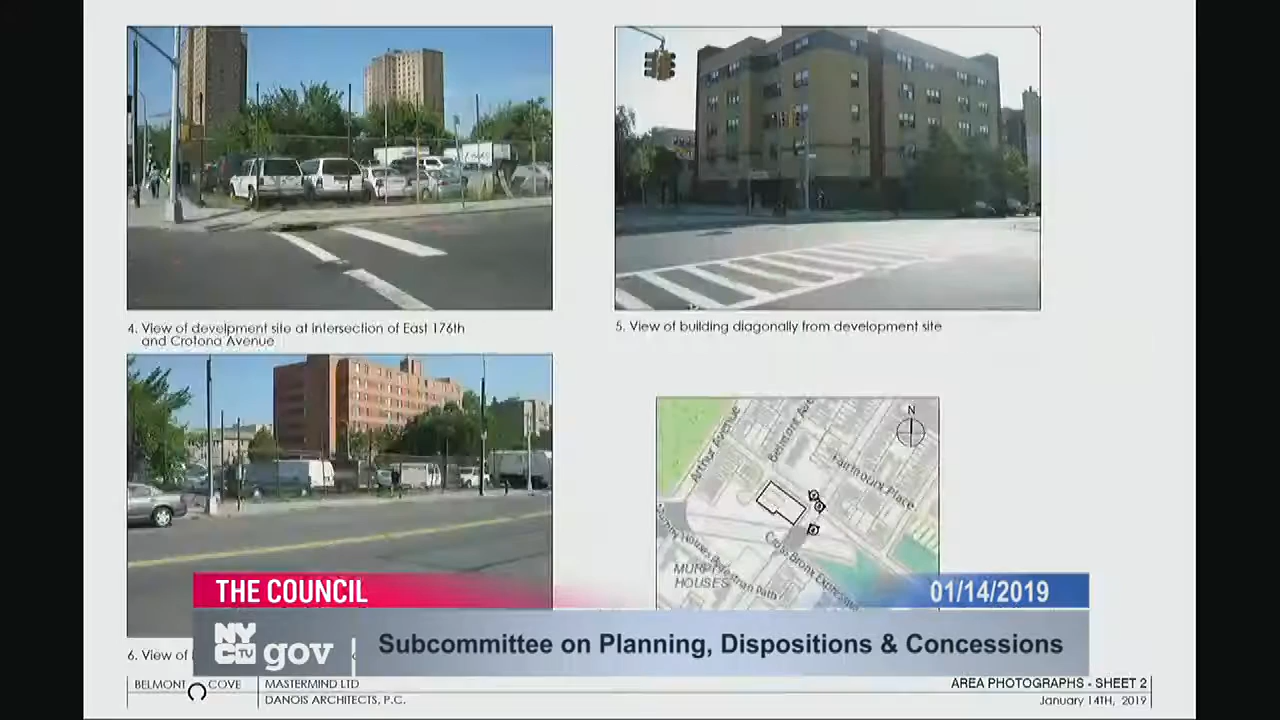 4. View of develpment site at intersection of East 176th
and Crotona Avenue
5. View of building diagonally from development site
Arthur Avenue
Belmont Ave
Fairmount Place
N
Cross Bronx Expressway
MURPHY
HOUSES
THE COUNCIL
01/14/2019
NYC TV gov
Subcommittee on Planning, Dispositions & Concessions
6. View of
BELMONT COVE
MASTERMIND LTD
DANOIS ARCHITECTS, P.C.
AREA PHOTOGRAPHS - SHEET 2
January 14TH, 2019